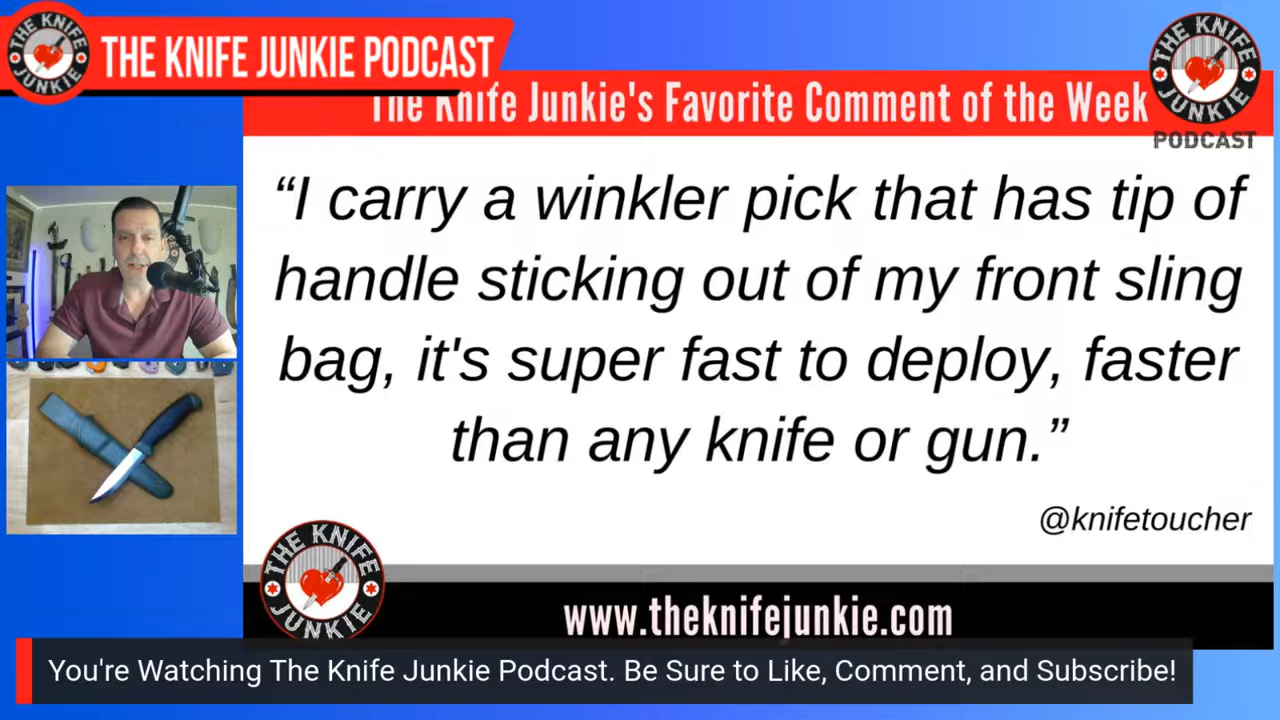 THE KNIFE JUNKIE
THE KNIFE JUNKIE PODCAST
THE KNIFE JUNKIE
PODCAST
The Knife Junkie's Favorite Comment of the Week
“I carry a winkler pick that has tip of
handle sticking out of my front sling
bag, it's super fast to deploy, faster
than any knife or gun.”
@knifetoucher
THE KNIFE JUNKIE
www.theknifejunkie.com
You're Watching The Knife Junkie Podcast. Be Sure to Like, Comment, and Subscribe!